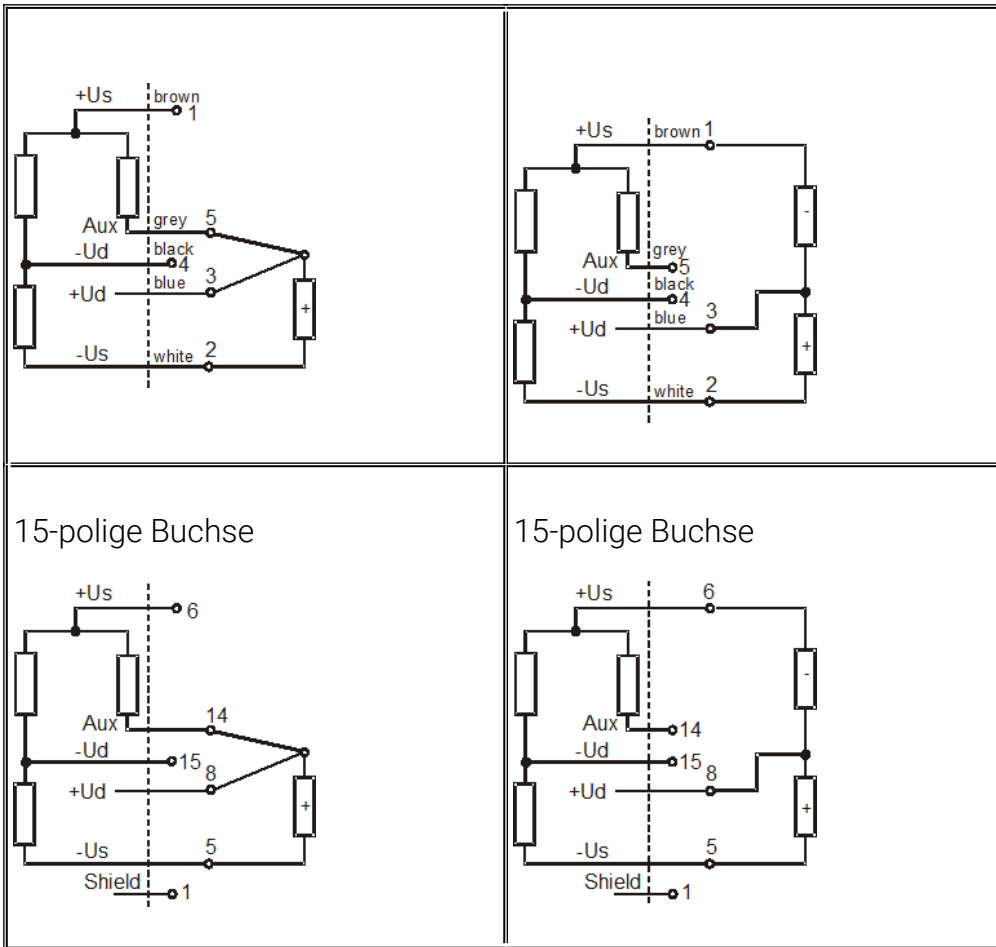 +Us brown
1
Aux grey 5
-Ud black
4
+Ud blue 3
+
-Us white 2
+Us brown 1
-
Aux grey
5
-Ud black
4
+Ud blue 3
+
-Us white 2
15-polige Buchse
+Us
6
Aux 14
-Ud 15
+Ud 8
+
-Us 5
Shield 1
15-polige Buchse
+Us 6
-
Aux 14
-Ud 15
+Ud 8
+
-Us 5
Shield 1